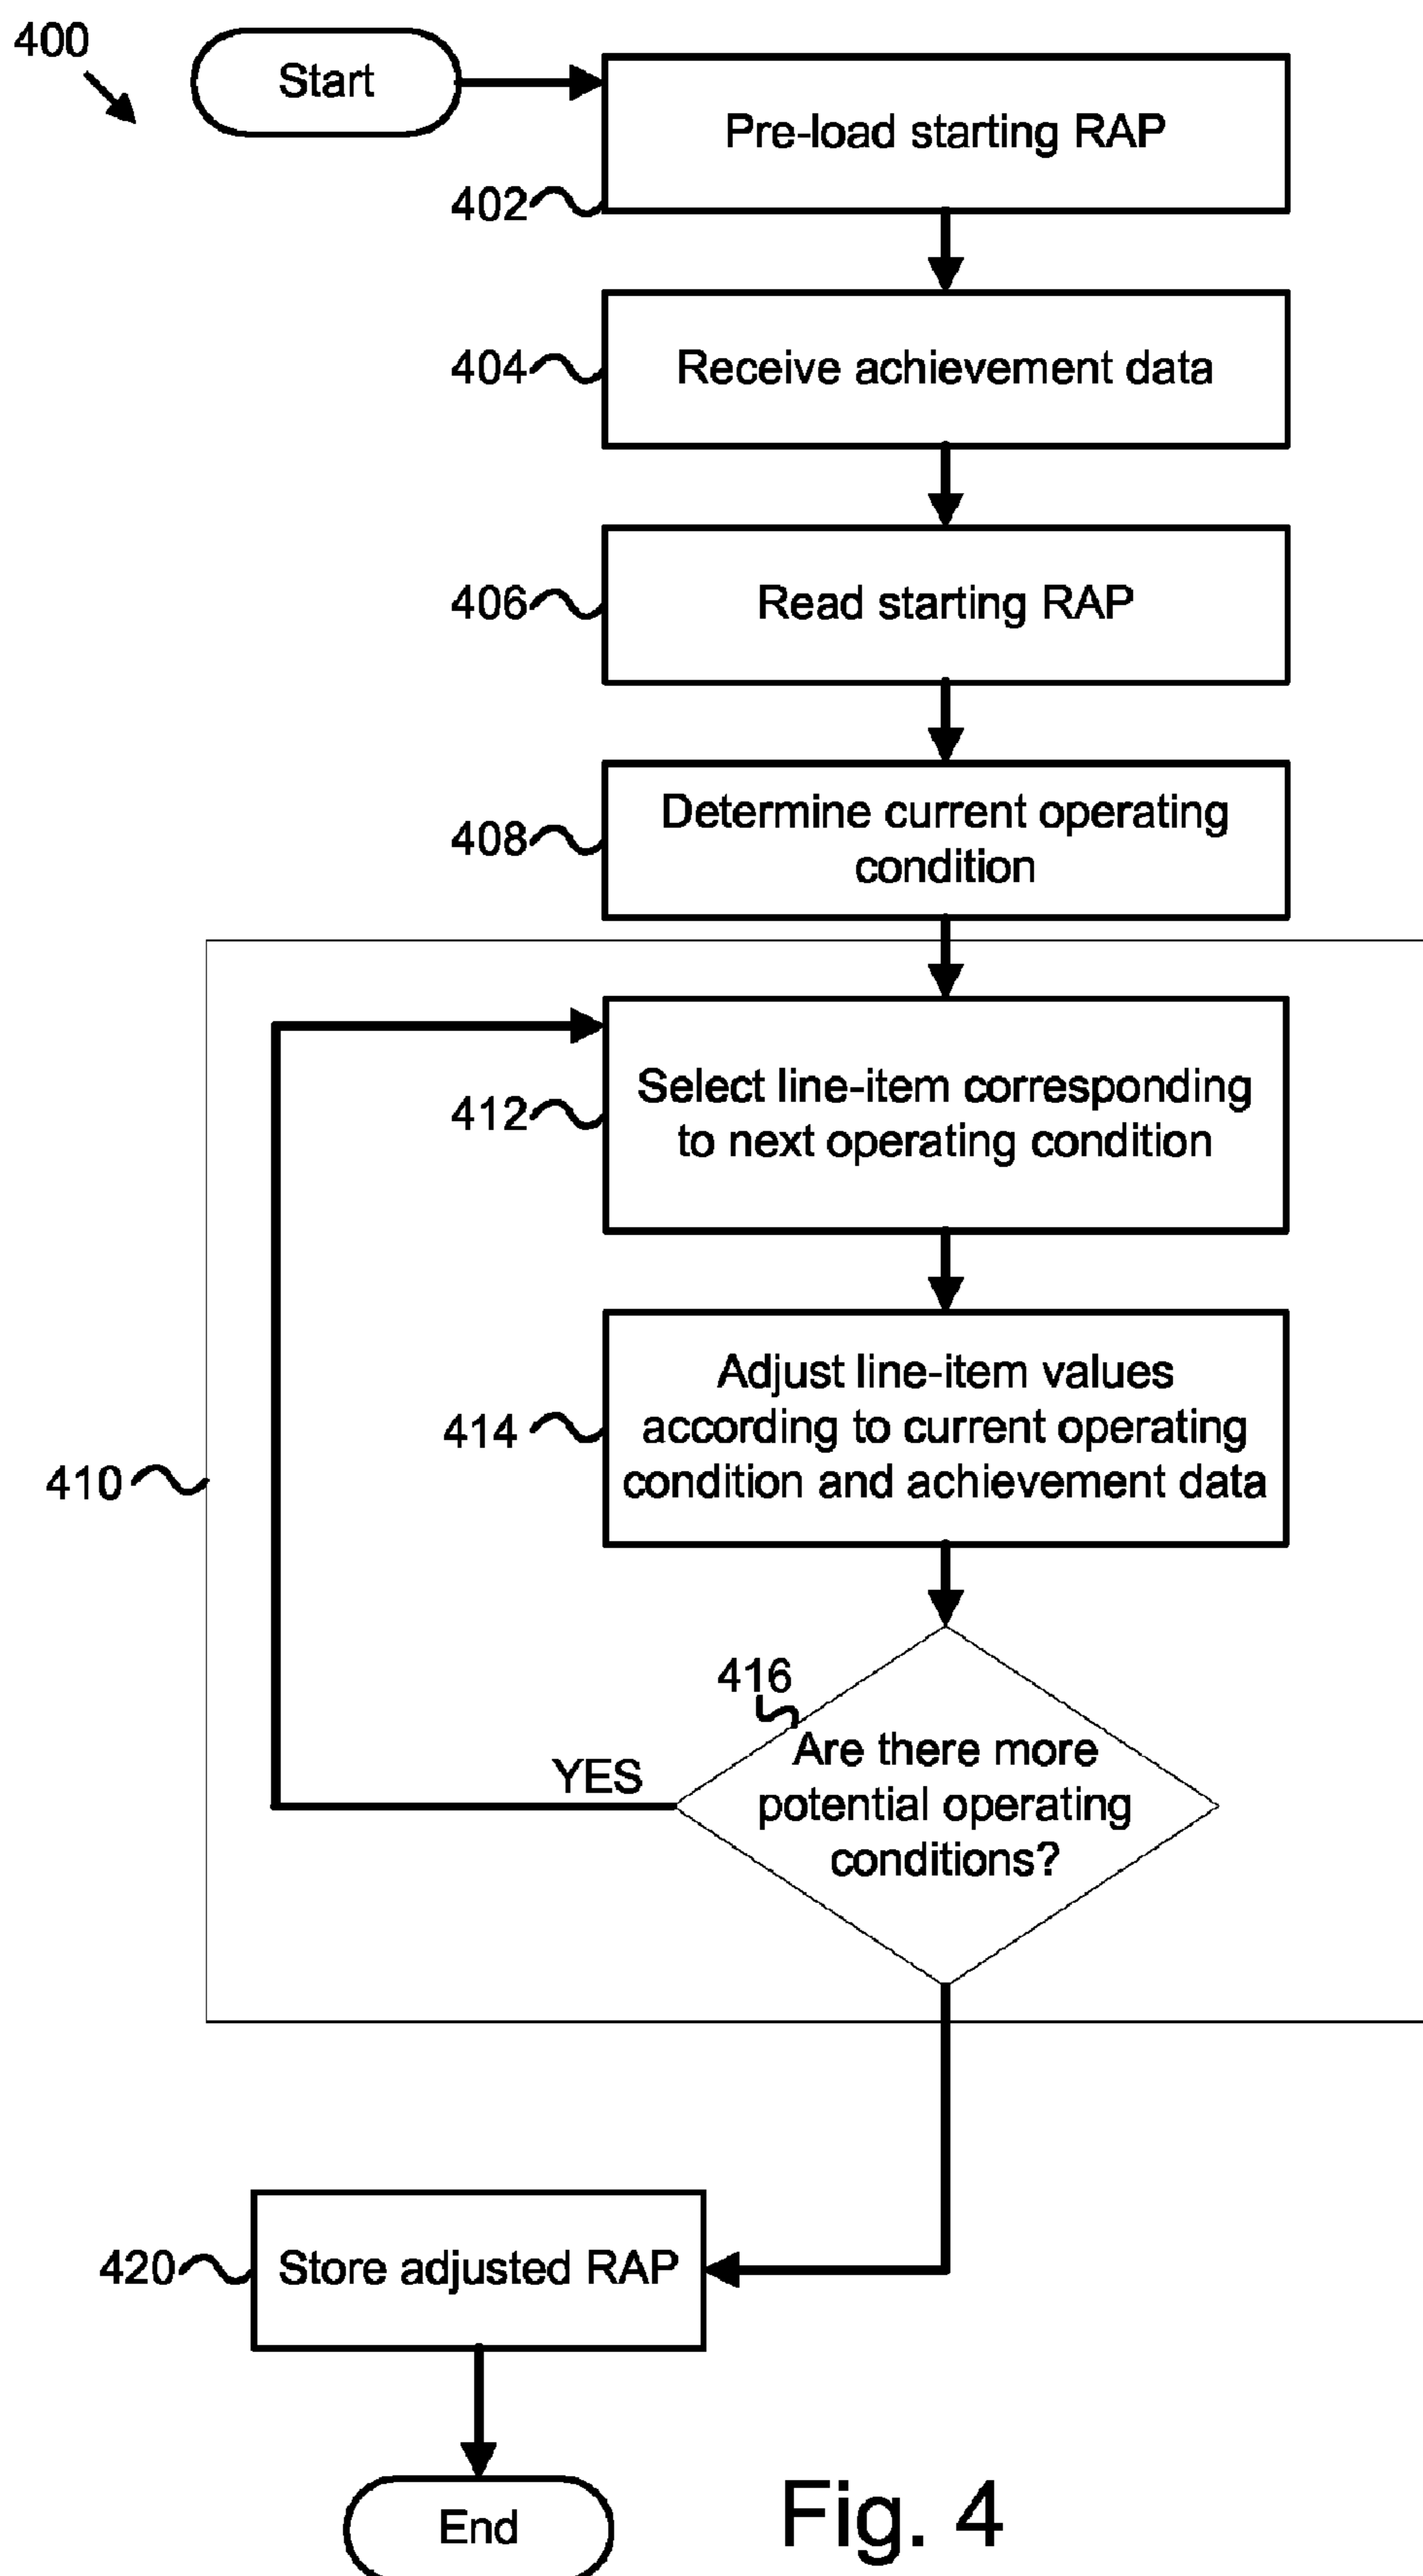 400
Start
Pre-load starting RAP
402
Receive achievement data
404
Read starting RAP
406
Determine current operating
condition
408
Select line-item corresponding
to next operating condition
412
Adjust line-item values
according to current operating
condition and achievement data
414
410
416
Are there more
potential operating
conditions?
YES
Store adjusted RAP
420
End
Fig. 4